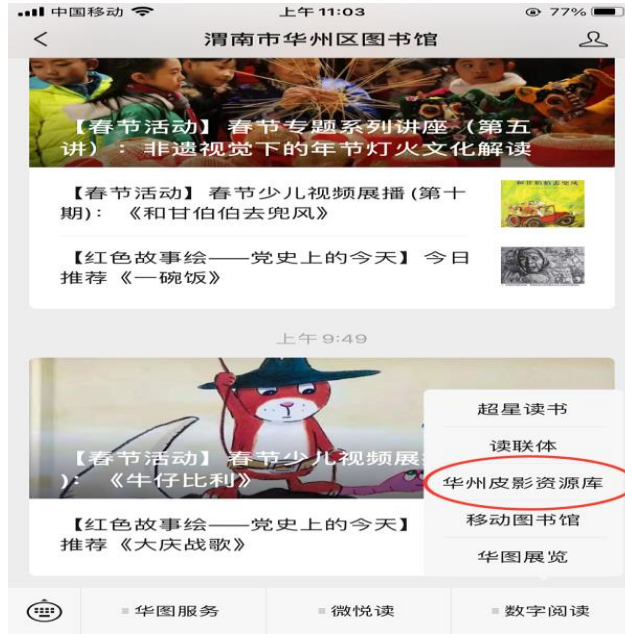 中国移动 上午11:03 77%
渭南市华州区图书馆
【春节活动】春节专题系列讲座（第五
讲）：非遗视觉下的年节灯火文化解读
【春节活动】春节少儿视频展播(第十
期)：《和甘伯伯去兜风》
和甘伯伯去兜风
【红色故事绘——党史上的今天】今日
推荐《一碗饭》
上午9:49
【春节活动】春节少儿视频展
)：《牛仔比利》
【红色故事绘——党史上的今天】
推荐《大庆战歌》
超星读书
读联体
华州皮影资源库
移动图书馆
华图展览
华图服务 微悦读 数字阅读